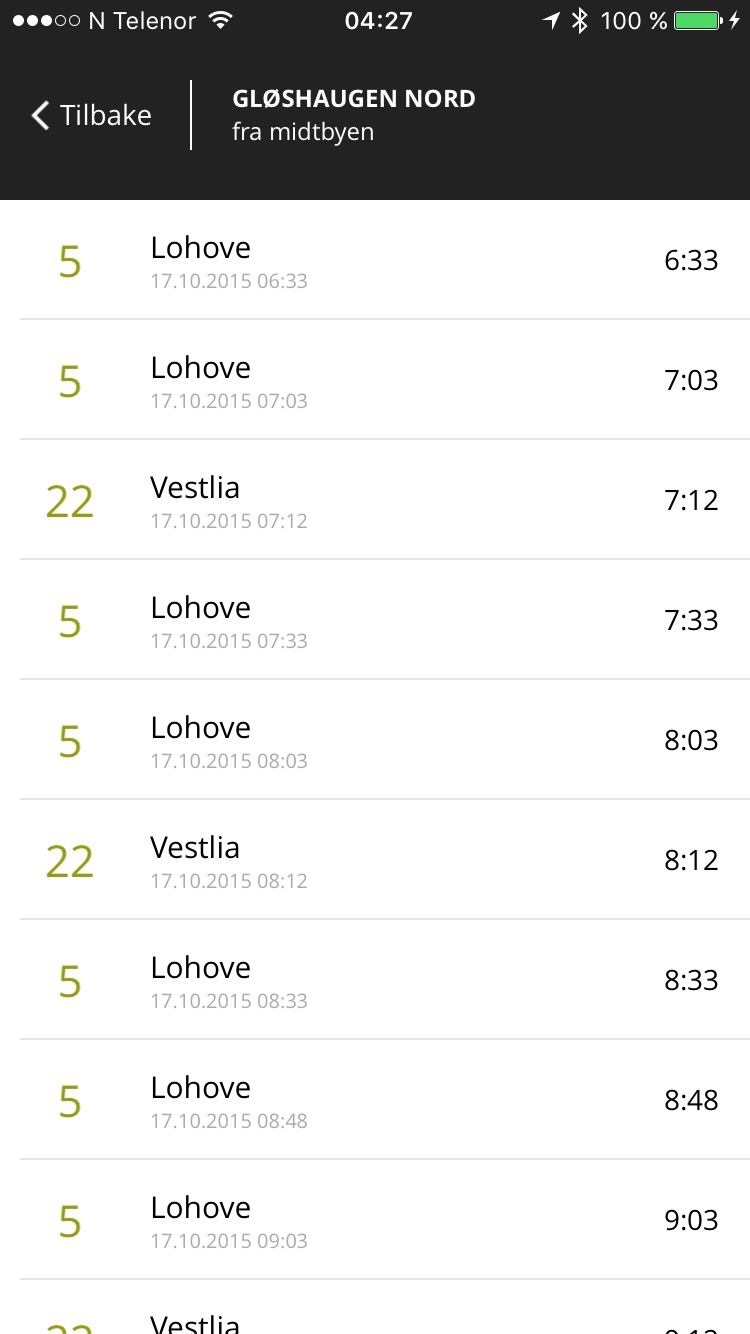 N Telenor 04:27 100 %
Tilbake
GLØSHAUGEN NORD
fra midtbyen
5 Lohove 6:33
17.10.2015 06:33
5 Lohove 7:03
17.10.2015 07:03
22 Vestlia 7:12
17.10.2015 07:12
5 Lohove 7:33
17.10.2015 07:33
5 Lohove 8:03
17.10.2015 08:03
22 Vestlia 8:12
17.10.2015 08:12
5 Lohove 8:33
17.10.2015 08:33
5 Lohove 8:48
17.10.2015 08:48
5 Lohove 9:03
17.10.2015 09:03
22 Vestlia